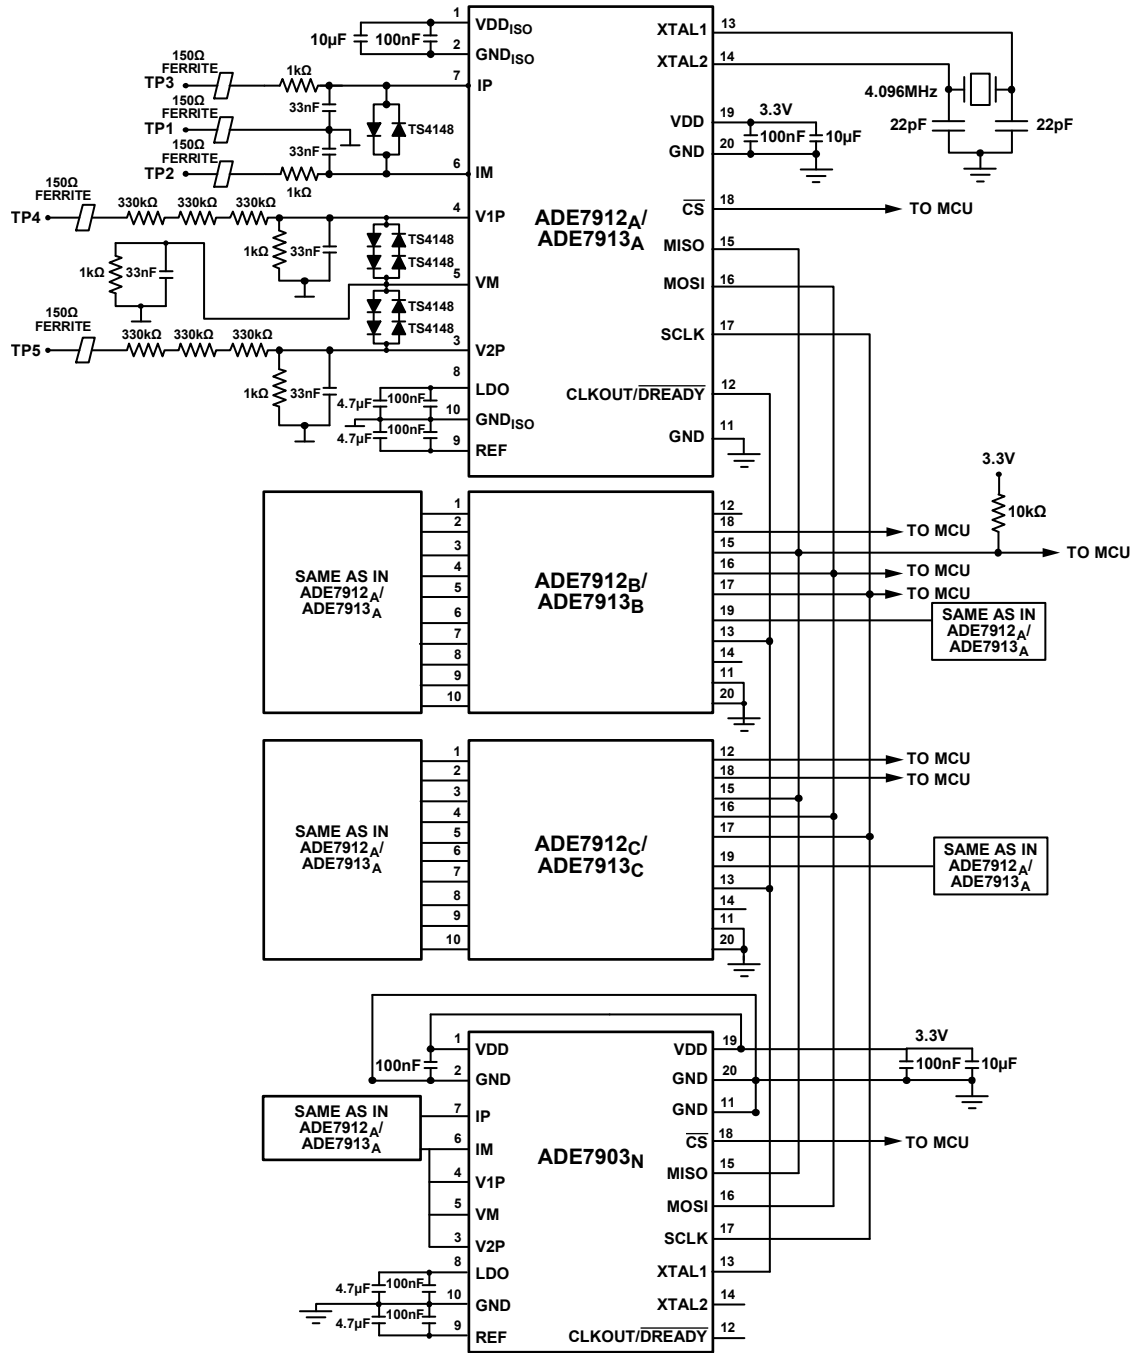 1
VDDISO
10µF
100nF
2
GNDISO
150Ω
FERRITE
TP3
1kΩ
7
IP
33nF
150Ω
FERRITE
TP1
TS4148
33nF
150Ω
FERRITE
TP2
1kΩ
6
IM
150Ω
FERRITE
TP4
330kΩ
330kΩ
330kΩ
4
V1P
1kΩ
33nF
TS4148
TS4148
1kΩ
33nF
5
VM
TS4148
TS4148
150Ω
FERRITE
TP5
330kΩ
330kΩ
330kΩ
3
V2P
1kΩ
33nF
8
LDO
4.7µF
100nF
10
GNDISO
4.7µF
100nF
9
REF
ADE7912A/
ADE7913A
XTAL1
13
XTAL2
14
4.096MHz
22pF
22pF
VDD
19
3.3V
100nF
10µF
GND
20
CS
18
TO MCU
MISO
15
MOSI
16
SCLK
17
CLKOUT/DREADY
12
GND
11
3.3V
10kΩ
SAME AS IN
ADE7912A/
ADE7913A
1
2
3
4
5
6
7
8
9
10
ADE7912B/
ADE7913B
12
18
TO MCU
15
TO MCU
16
TO MCU
17
TO MCU
19
SAME AS IN
ADE7912A/
ADE7913A
13
14
11
20
SAME AS IN
ADE7912A/
ADE7913A
1
2
3
4
5
6
7
8
9
10
ADE7912C/
ADE7913C
12
TO MCU
18
TO MCU
15
16
17
19
SAME AS IN
ADE7912A/
ADE7913A
13
14
11
20
1
VDD
100nF
2
GND
SAME AS IN
ADE7912A/
ADE7913A
7
IP
6
IM
4
V1P
5
VM
3
V2P
8
LDO
4.7µF
100nF
10
GND
4.7µF
100nF
9
REF
ADE7903N
VDD
19
3.3V
100nF
10µF
GND
20
GND
11
CS
18
TO MCU
MISO
15
MOSI
16
SCLK
17
XTAL1
13
XTAL2
14
CLKOUT/DREADY
12